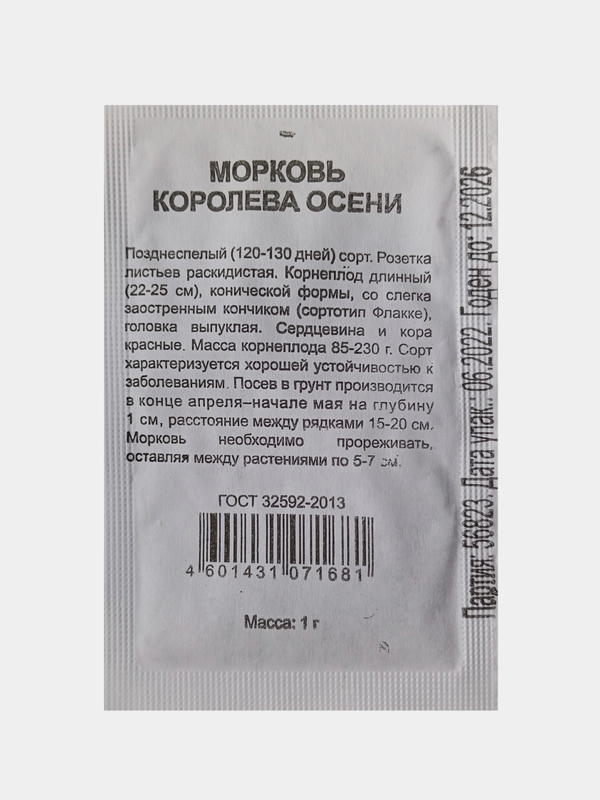 МОРКОВЬ
КОРОЛЕВА ОСЕНИ
Позднеспелый (120-130 дней) сорт. Розетка
листьев раскидистая. Корнеплод длинный
(22-25 см), конической формы, со слегка
заостренным кончиком (сортотип Флакке),
головка выпуклая. Сердцевина и кора
красные. Масса корнеплода 85-230 г. Сорт
характеризуется хорошей устойчивостью к
заболеваниям. Посев в грунт производится
в конце апреля–начале мая на глубину
1 см, расстояние между рядками 15-20 см.
Морковь необходимо прореживать,
оставляя между растениями по 5-7 см.
ГОСТ 32592-2013
4 601431 071681
Масса: 1 г
Партия: 56823. Дата упак.: 06.2022. Годен до: 12.2026